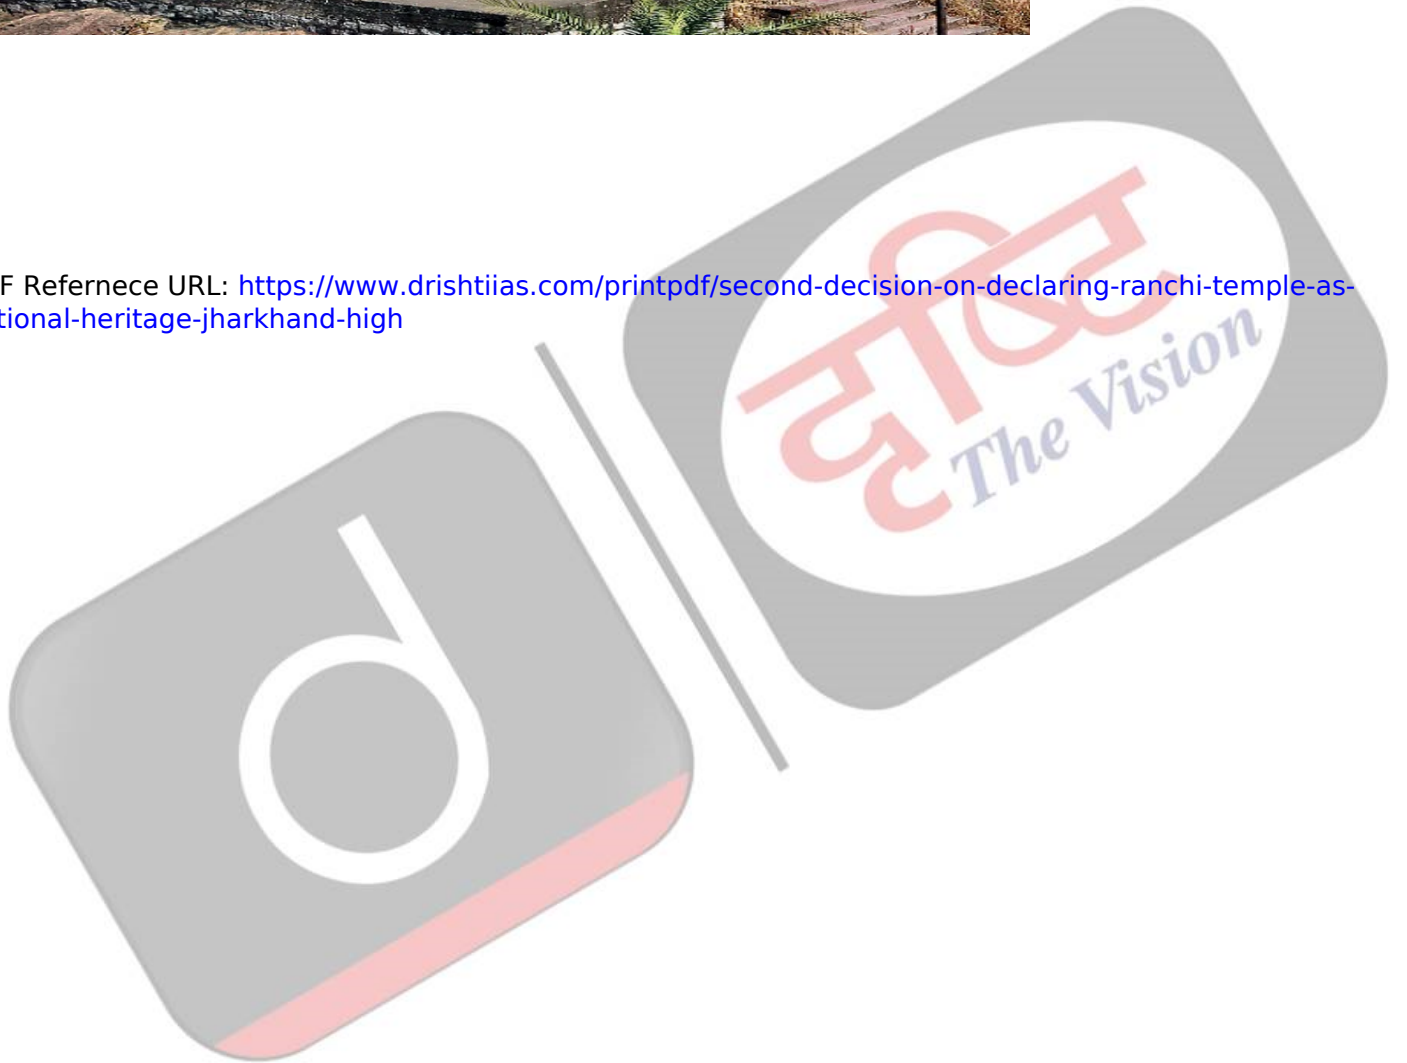 F Refernece URL: https://www.drishtiias.com/printpdf/second-decision-on-declaring-ranchi-temple-as-
tional-heritage-jharkhand-high
दृष्टि
The Vision